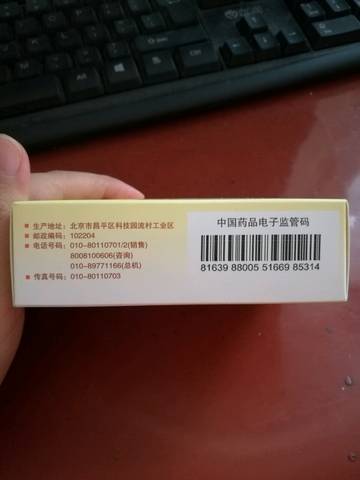 生产地址: 北京市昌平区科技园流村工业区
邮政编码: 102204
电话号码: 010-80110701/2(销售)
8008100606(咨询)
010-89771166(总机)
传真号码: 010-80110703
中国药品电子监管码
81639 88005 51669 85314